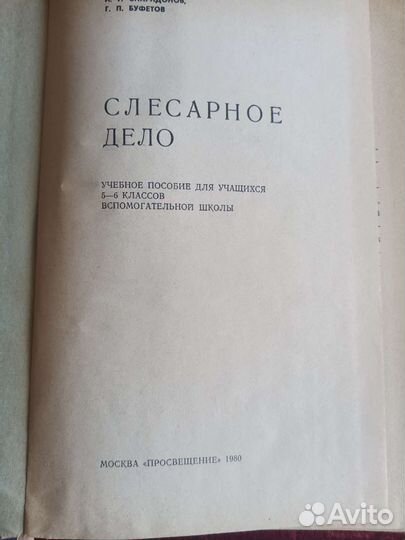 Г. П. БУФЕТОВ
СЛЕСАРНОЕ
ДЕЛО
УЧЕБНОЕ ПОСОБИЕ ДЛЯ УЧАЩИХСЯ
5—6 КЛАССОВ
ВСПОМОГАТЕЛЬНОЙ ШКОЛЫ
МОСКВА «ПРОСВЕЩЕНИЕ» 1980
Avito